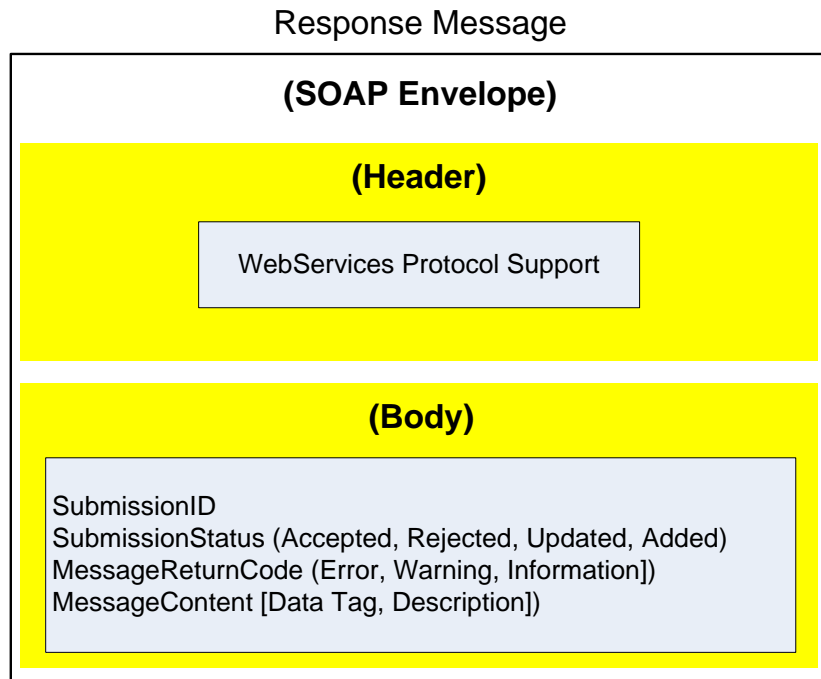 Response Message
(SOAP Envelope)
(Header)
WebServices Protocol Support
(Body)
SubmissionID
SubmissionStatus (Accepted, Rejected, Updated, Added)
MessageReturnCode (Error, Warning, Information])
MessageContent [Data Tag, Description])